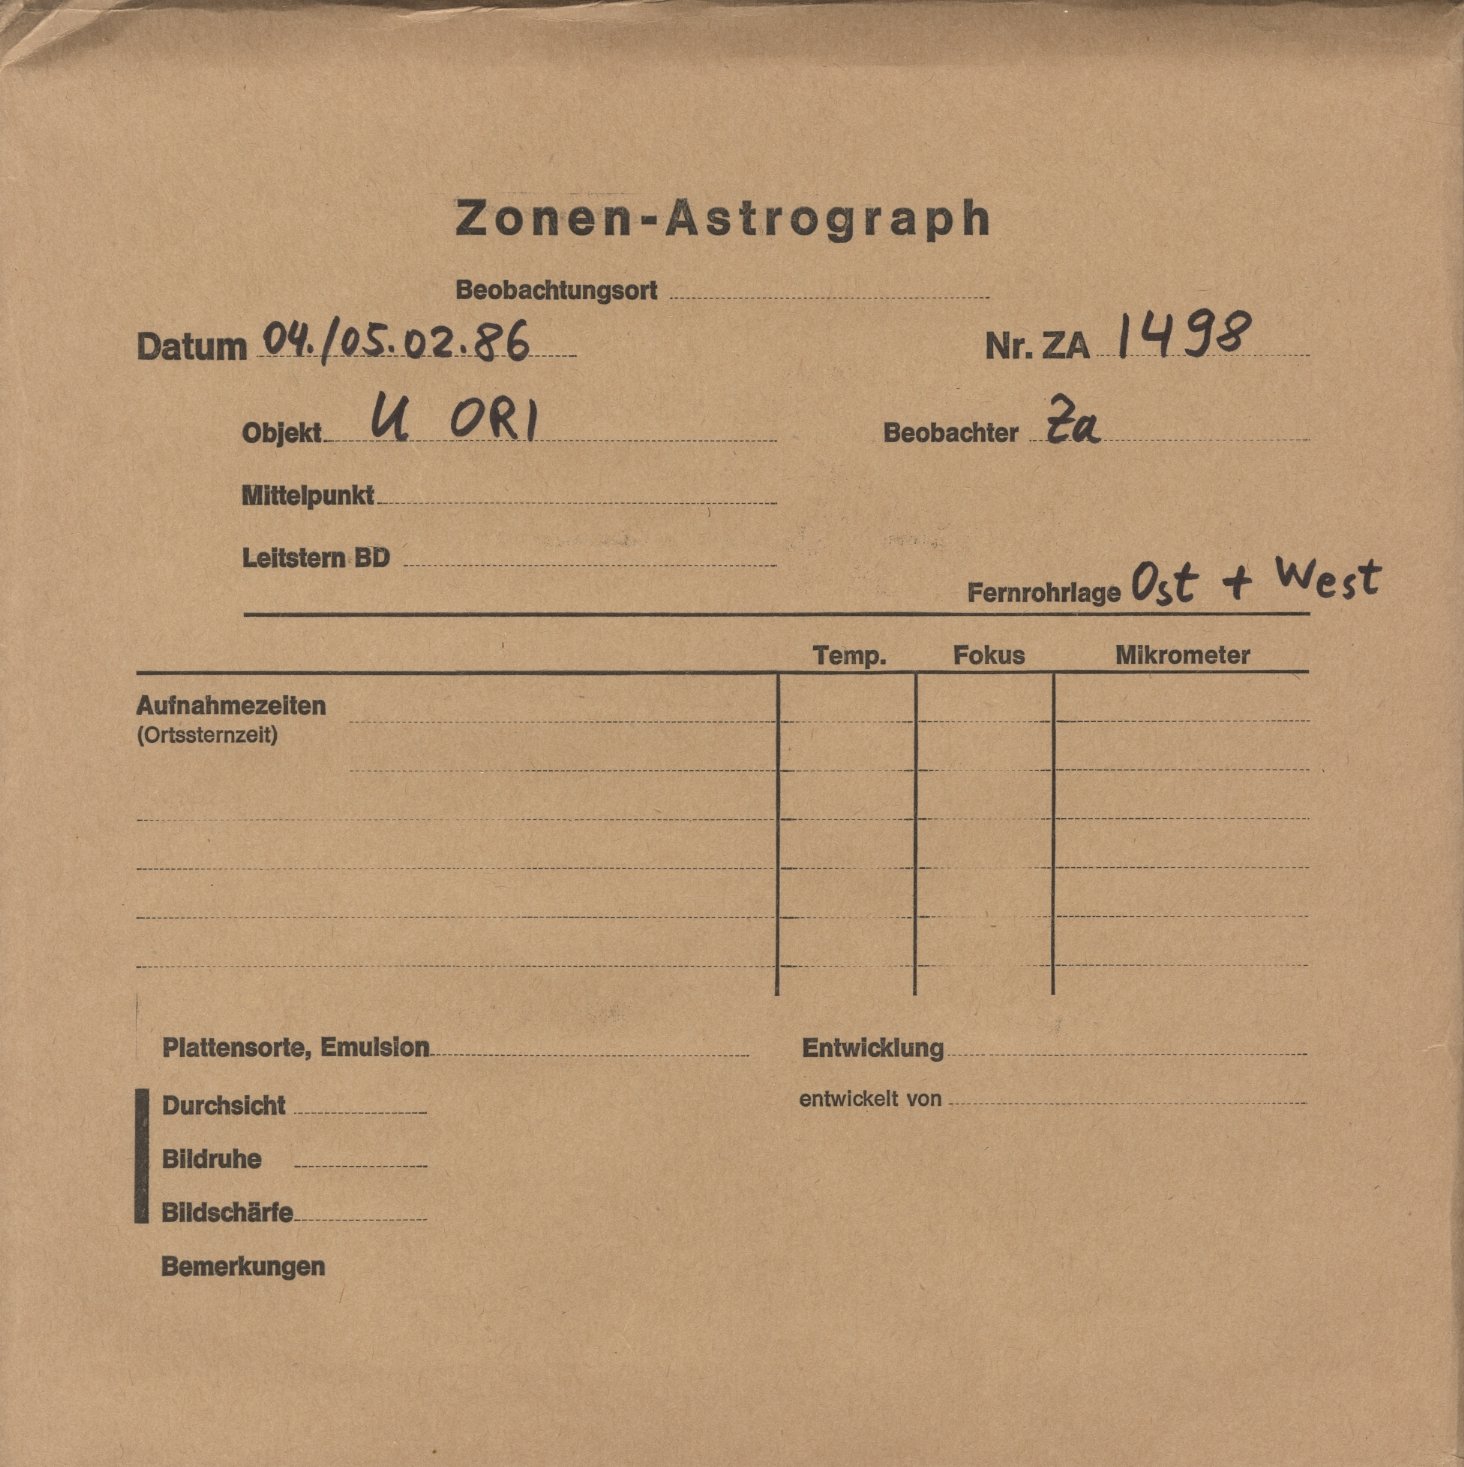 Zonen-Astrograph
Beobachtungsort
Datum 04./05.02.86 Nr. ZA 1498
Objekt U ORI Beobachter Za
Mittelpunkt
Leitstern BD
Fernrohrlage Ost + West
Temp. Fokus Mikrometer
Aufnahmezeiten
(Ortssternzeit)
Plattensorte, Emulsion Entwicklung
Durchsicht entwickelt von
Bildruhe
Bildschärfe
Bemerkungen